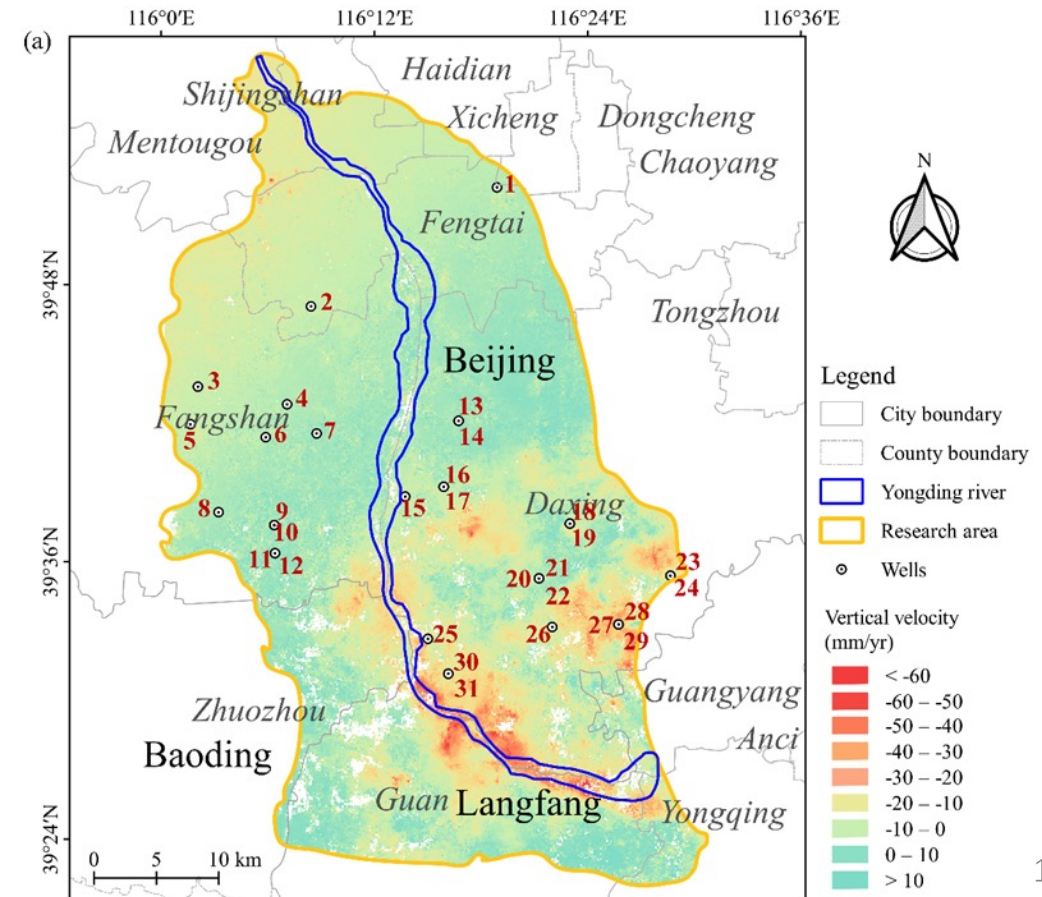 116°0′E
116°12′E
116°24′E
116°36′E
(a)
Haidian
Shijingshan
Xicheng
Dongcheng
Mentougou
Chaoyang
N
1
Fengtai
39°48′N
2
Tongzhou
Beijing
3
Legend
4
13
City boundary
Fangshan
5
6
7
14
County boundary
16
Yongding river
15
17
Daxing
8
9
18
10
19
Research area
11
12
23
39°36′N
20
21
24
Wells
22
28
26
27
29
Vertical velocity
(mm/yr)
25
30
31
< -60
Guangyang
-60 – -50
Zhuozhou
-50 – -40
Anci
Baoding
-40 – -30
-30 – -20
Guan
Langfang
Yongqing
-20 – -10
-10 – 0
39°24′N
0 5 10 km
0 – 10
> 10
1